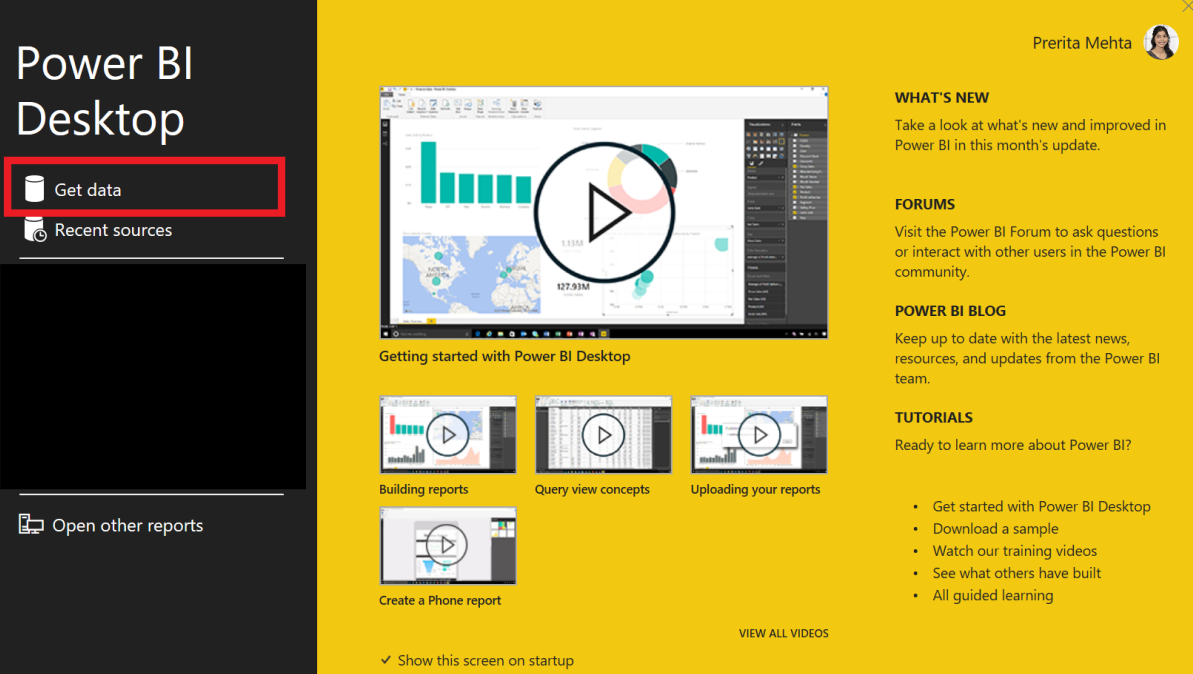 Power BI
Desktop
Get data
Recent sources
Open other reports
Prerita Mehta
NORTH
AMERICA
EUROPE
1.13M
127.93M
Getting started with Power BI Desktop
Building reports
Query view concepts
Uploading your reports
Create a Phone report
VIEW ALL VIDEOS
Show this screen on startup
WHAT'S NEW
Take a look at what's new and improved in
Power BI in this month's update.
FORUMS
Visit the Power BI Forum to ask questions
or interact with other users in the Power BI
community.
POWER BI BLOG
Keep up to date with the latest news,
resources, and updates from the Power BI
team.
TUTORIALS
Ready to learn more about Power BI?
• Get started with Power BI Desktop
• Download a sample
• Watch our training videos
• See what others have built
• All guided learning